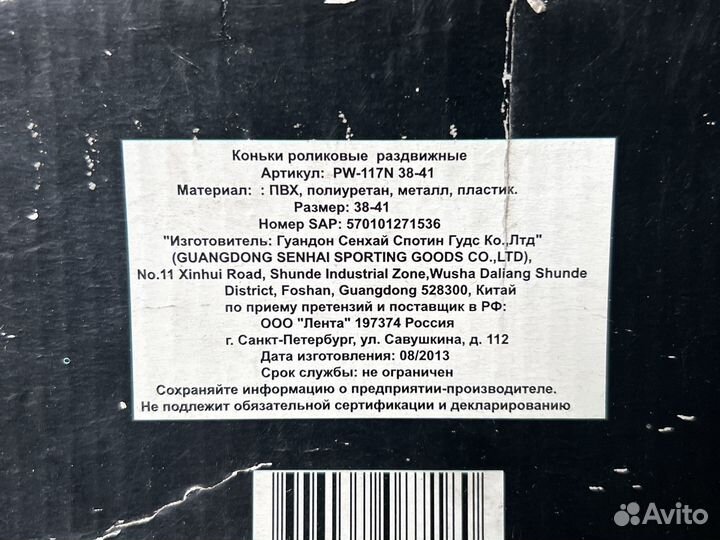 Коньки роликовые раздвижные
Артикул: PW-117N 38-41
Материал: : ПВХ, полиуретан, металл, пластик.
Размер: 38-41
Номер SAP: 570101271536
"Изготовитель: Гуандон Сенхай Спотин Гудс Ко.,Лтд"
(GUANGDONG SENHAI SPORTING GOODS CO.,LTD),
No.11 Xinhui Road, Shunde Industrial Zone,Wusha Daliang Shunde
District, Foshan, Guangdong 528300, Китай
по приему претензий и поставщик в РФ:
ООО "Лента" 197374 Россия
г. Санкт-Петербург, ул. Савушкина, д. 112
Дата изготовления: 08/2013
Срок службы: не ограничен
Сохраняйте информацию о предприятии-производителе.
Не подлежит обязательной сертификации и декларированию
Avito